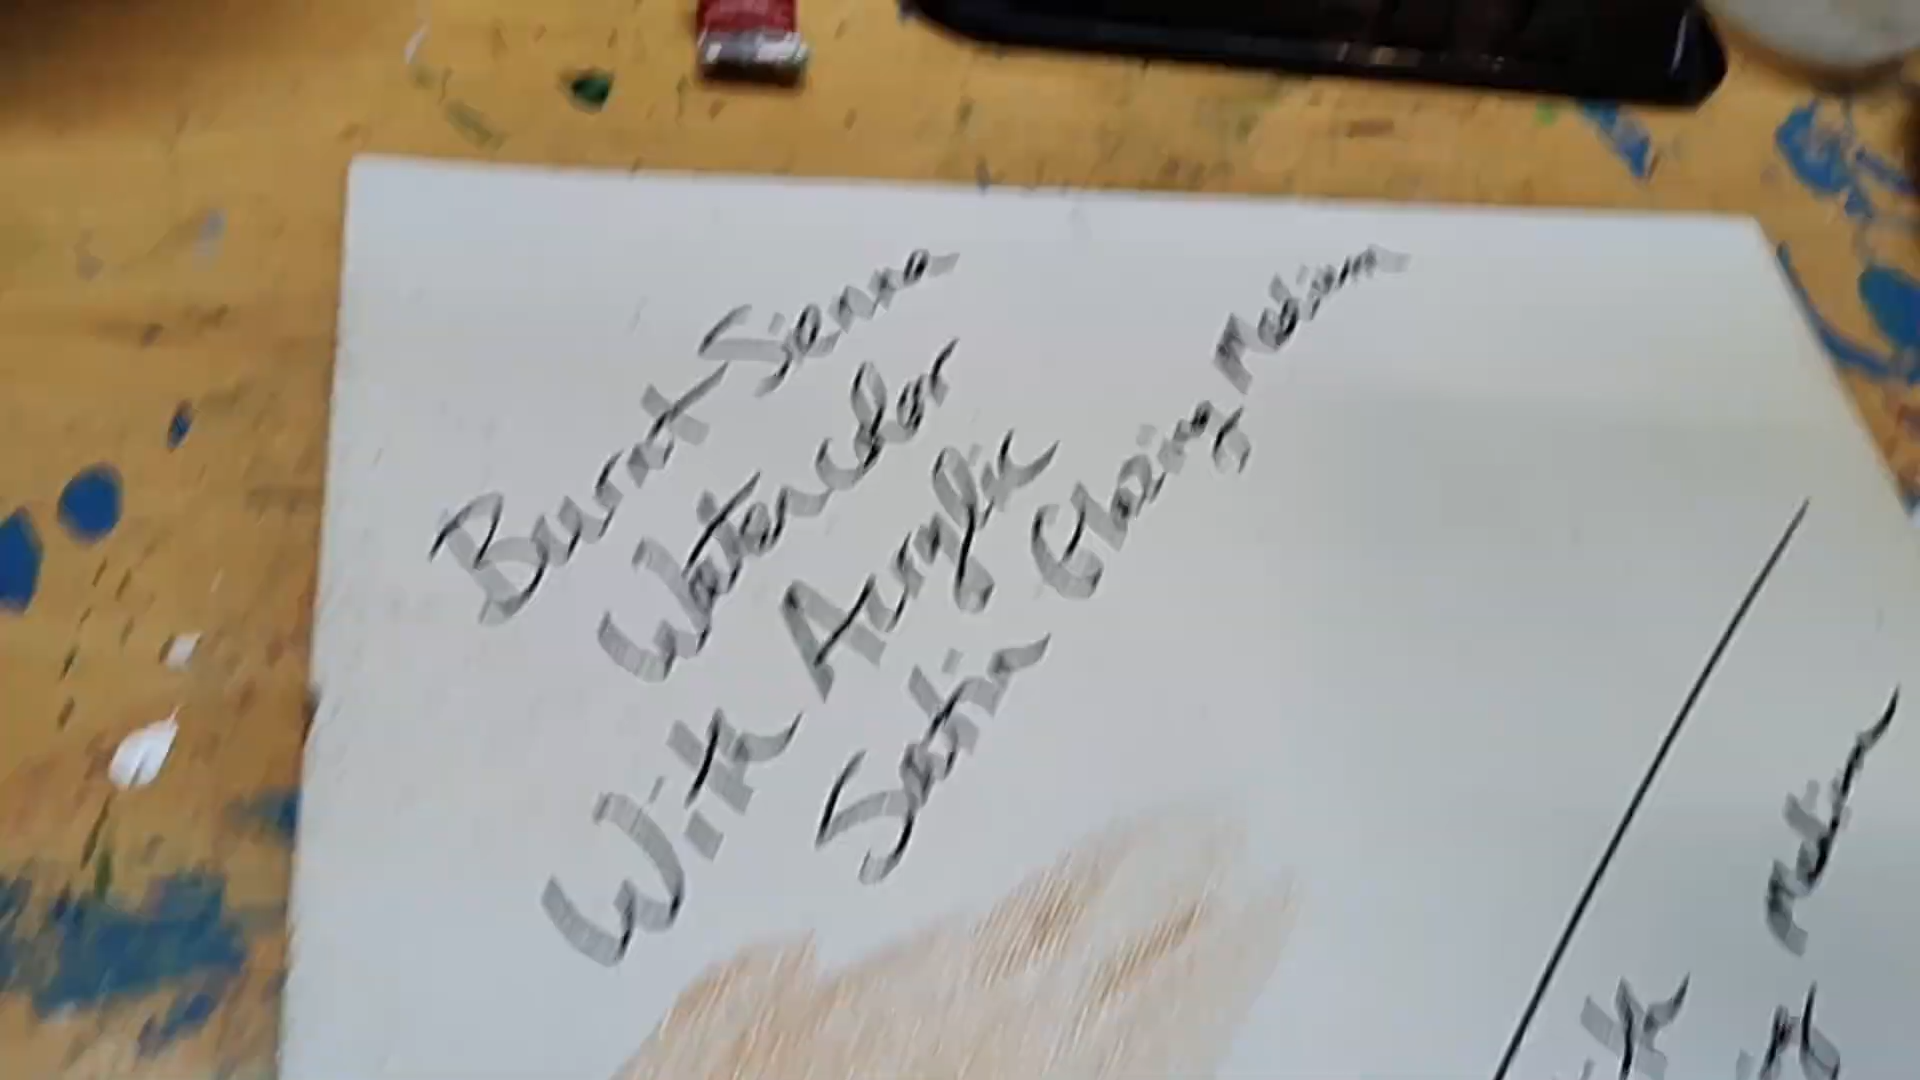 Burnt Sienna
Watercolor
With Acrylic
Satin Glazing Medium